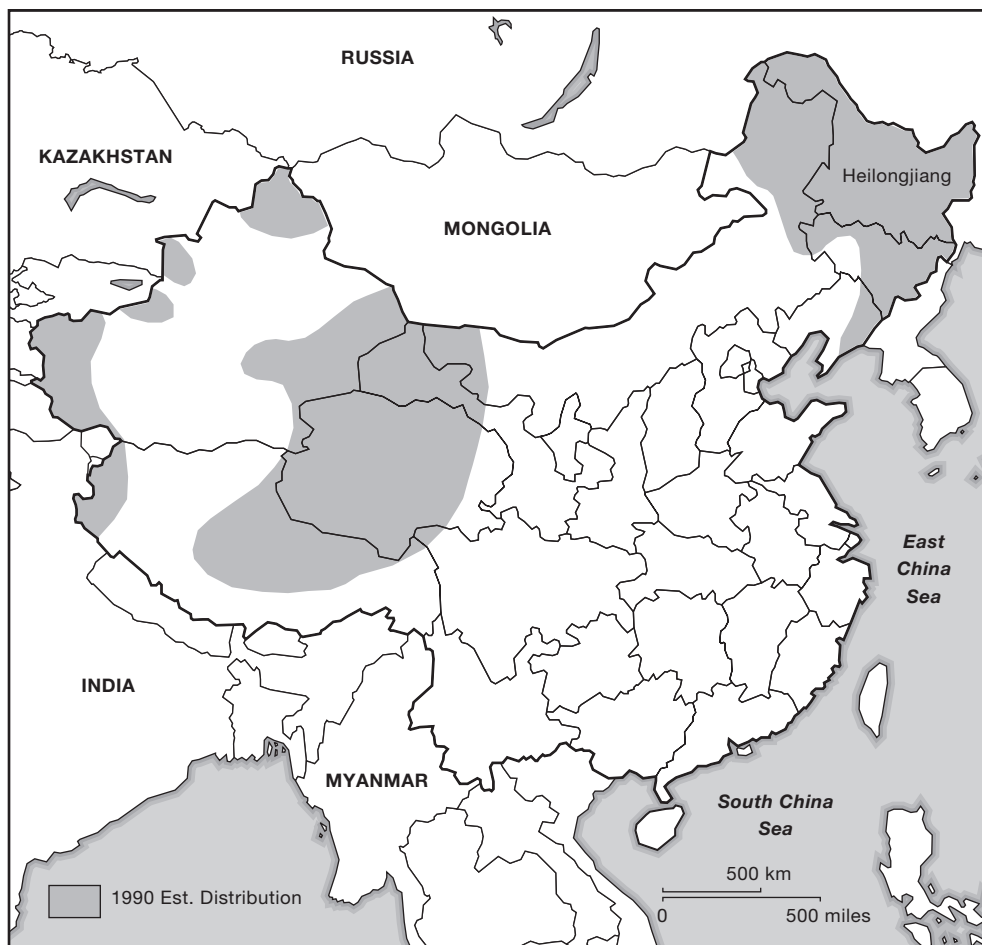 RUSSIA
KAZAKHSTAN
Heilongjiang
MONGOLIA
East
China
Sea
INDIA
MYANMAR
South China
Sea
1990 Est. Distribution
500 km
0
500 miles